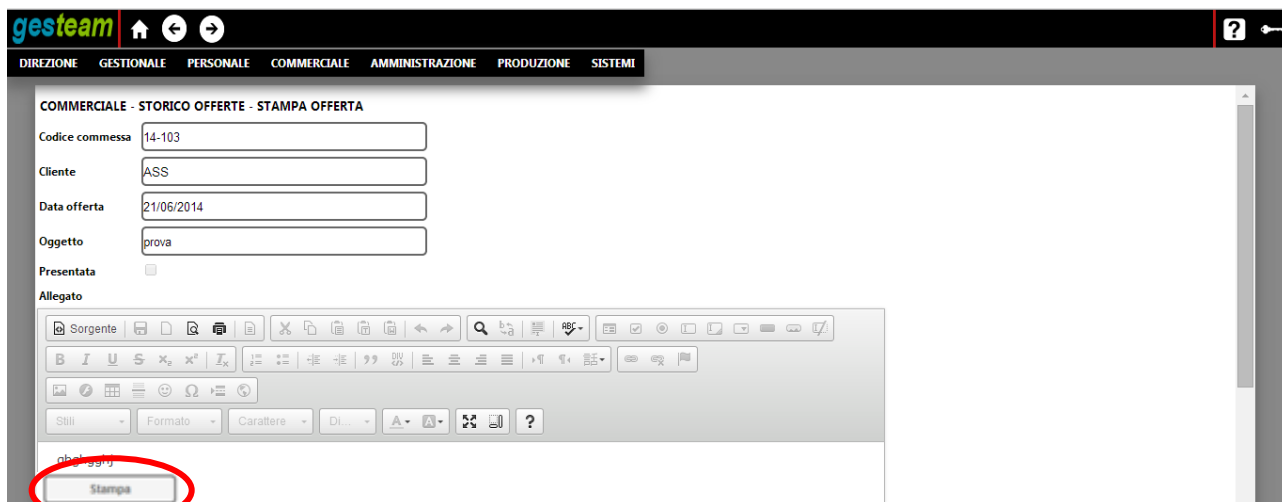 gesteam
DIREZIONE GESTIONALE PERSONALE COMMERCIALE AMMINISTRAZIONE PRODUZIONE SISTEMI
COMMERCIALE - STORICO OFFERTE - STAMPA OFFERTA
Codice commessa 14-103
Cliente ASS
Data offerta 21/06/2014
Oggetto prova
Presentata
Allegato
Sorgente
Stili Formato Carattere Di...
Stampa